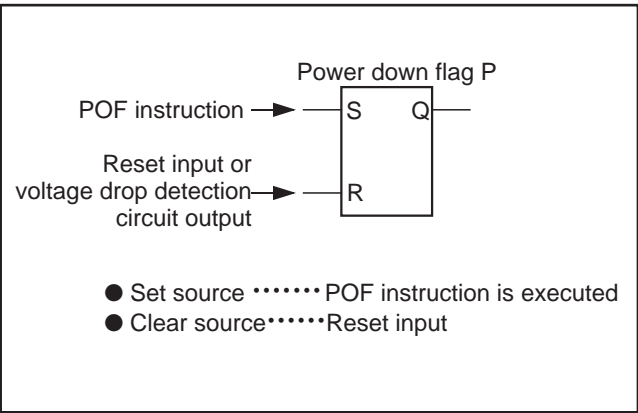 Power down flag P
POF instruction
S Q
Reset input or
voltage drop detection
circuit output
R
● Set source ······· POF instruction is executed
● Clear source ······ Reset input